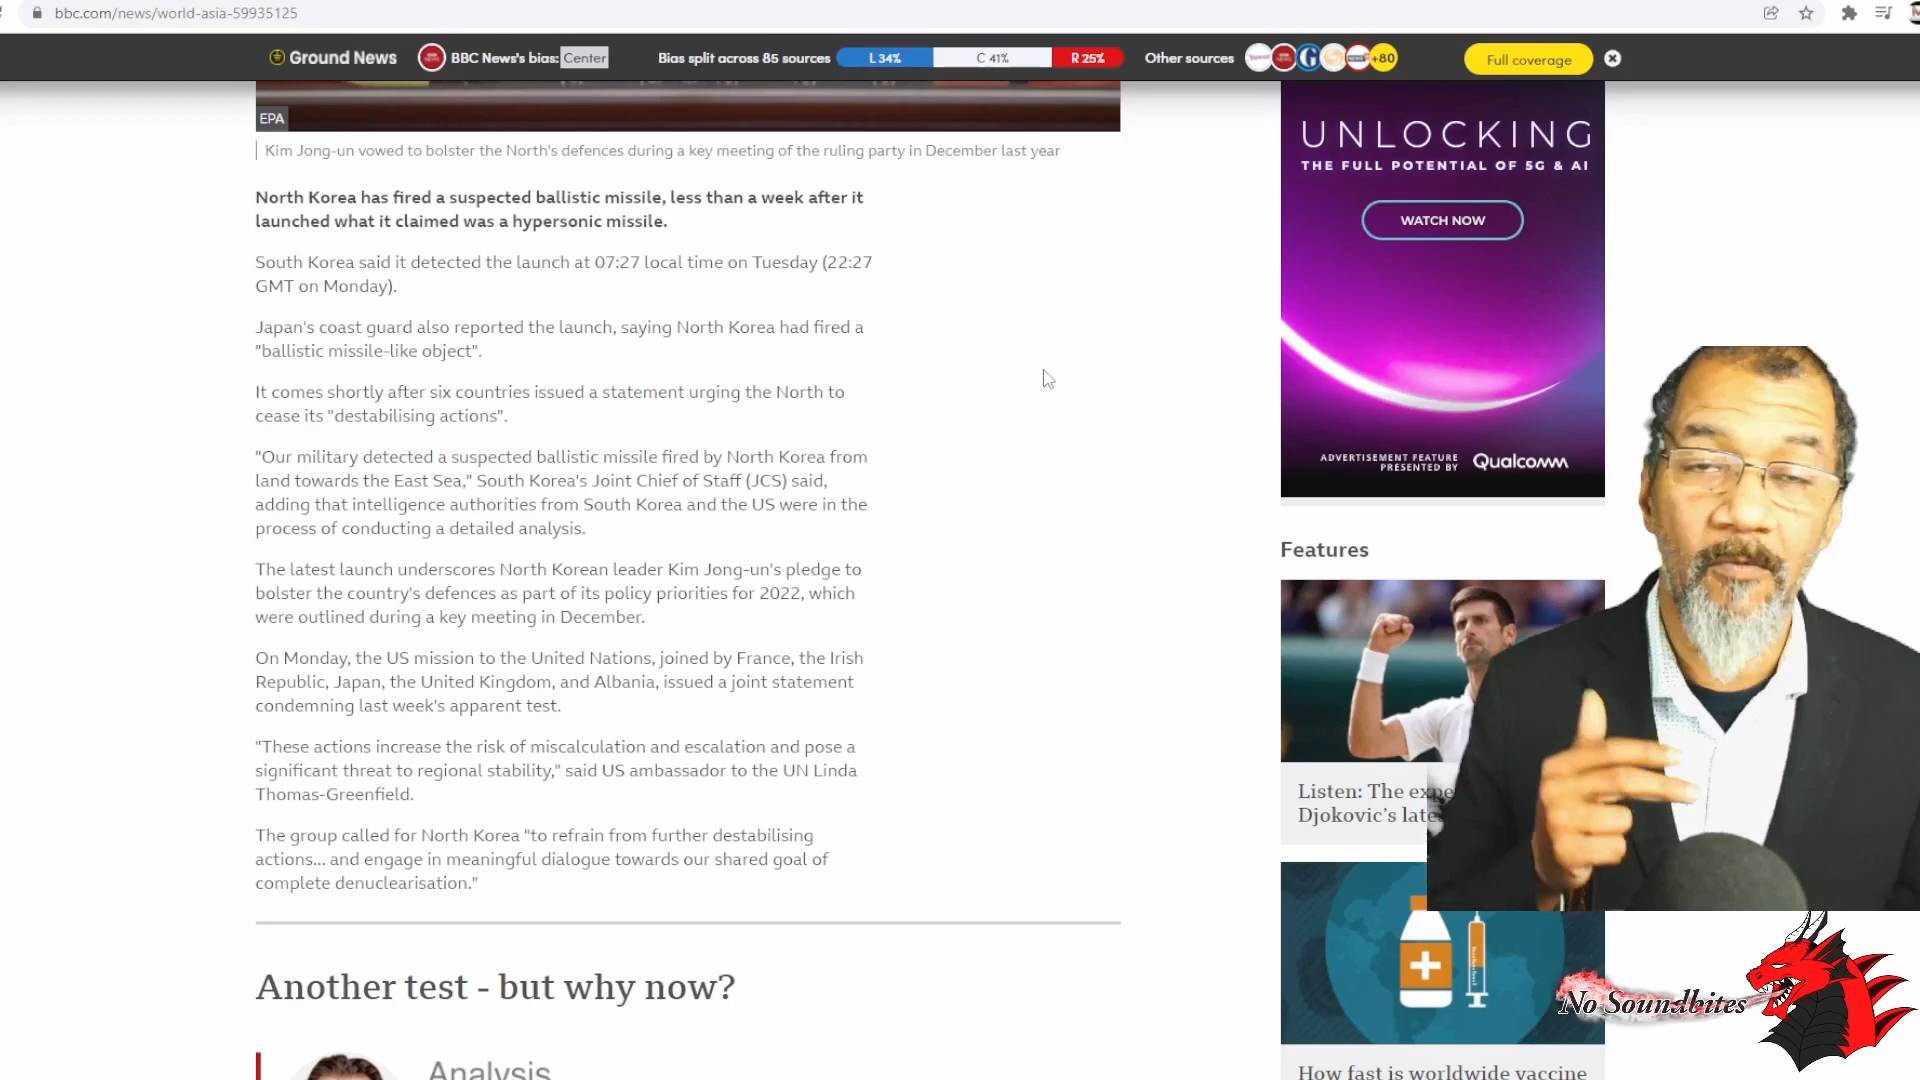 bbc.com/news/world-asia-59935125
Ground News
BBC News's bias: Center
Bias split across 85 sources
L 34%
C 41%
R 25%
Other sources
+80
Full coverage
EPA
Kim Jong-un vowed to bolster the North's defences during a key meeting of the ruling party in December last year
North Korea has fired a suspected ballistic missile, less than a week after it
launched what it claimed was a hypersonic missile.
South Korea said it detected the launch at 07:27 local time on Tuesday (22:27
GMT on Monday).
Japan's coast guard also reported the launch, saying North Korea had fired a
"ballistic missile-like object".
It comes shortly after six countries issued a statement urging the North to
cease its "destabilising actions".
"Our military detected a suspected ballistic missile fired by North Korea from
land towards the East Sea," South Korea's Joint Chief of Staff (JCS) said,
adding that intelligence authorities from South Korea and the US were in the
process of conducting a detailed analysis.
The latest launch underscores North Korean leader Kim Jong-un's pledge to
bolster the country's defences as part of its policy priorities for 2022, which
were outlined during a key meeting in December.
On Monday, the US mission to the United Nations, joined by France, the Irish
Republic, Japan, the United Kingdom, and Albania, issued a joint statement
condemning last week's apparent test.
"These actions increase the risk of miscalculation and escalation and pose a
significant threat to regional stability," said US ambassador to the UN Linda
Thomas-Greenfield.
The group called for North Korea "to refrain from further destabilising
actions... and engage in meaningful dialogue towards our shared goal of
complete denuclearisation."
Another test - but why now?
Analysis
UNLOCKING
THE FULL POTENTIAL OF 5G & AI
WATCH NOW
ADVERTISEMENT FEATURE
PRESENTED BY
Qualcomm
Features
Listen: The expe
Djokovic's late
No Soundbites
How fast is worldwide vaccine